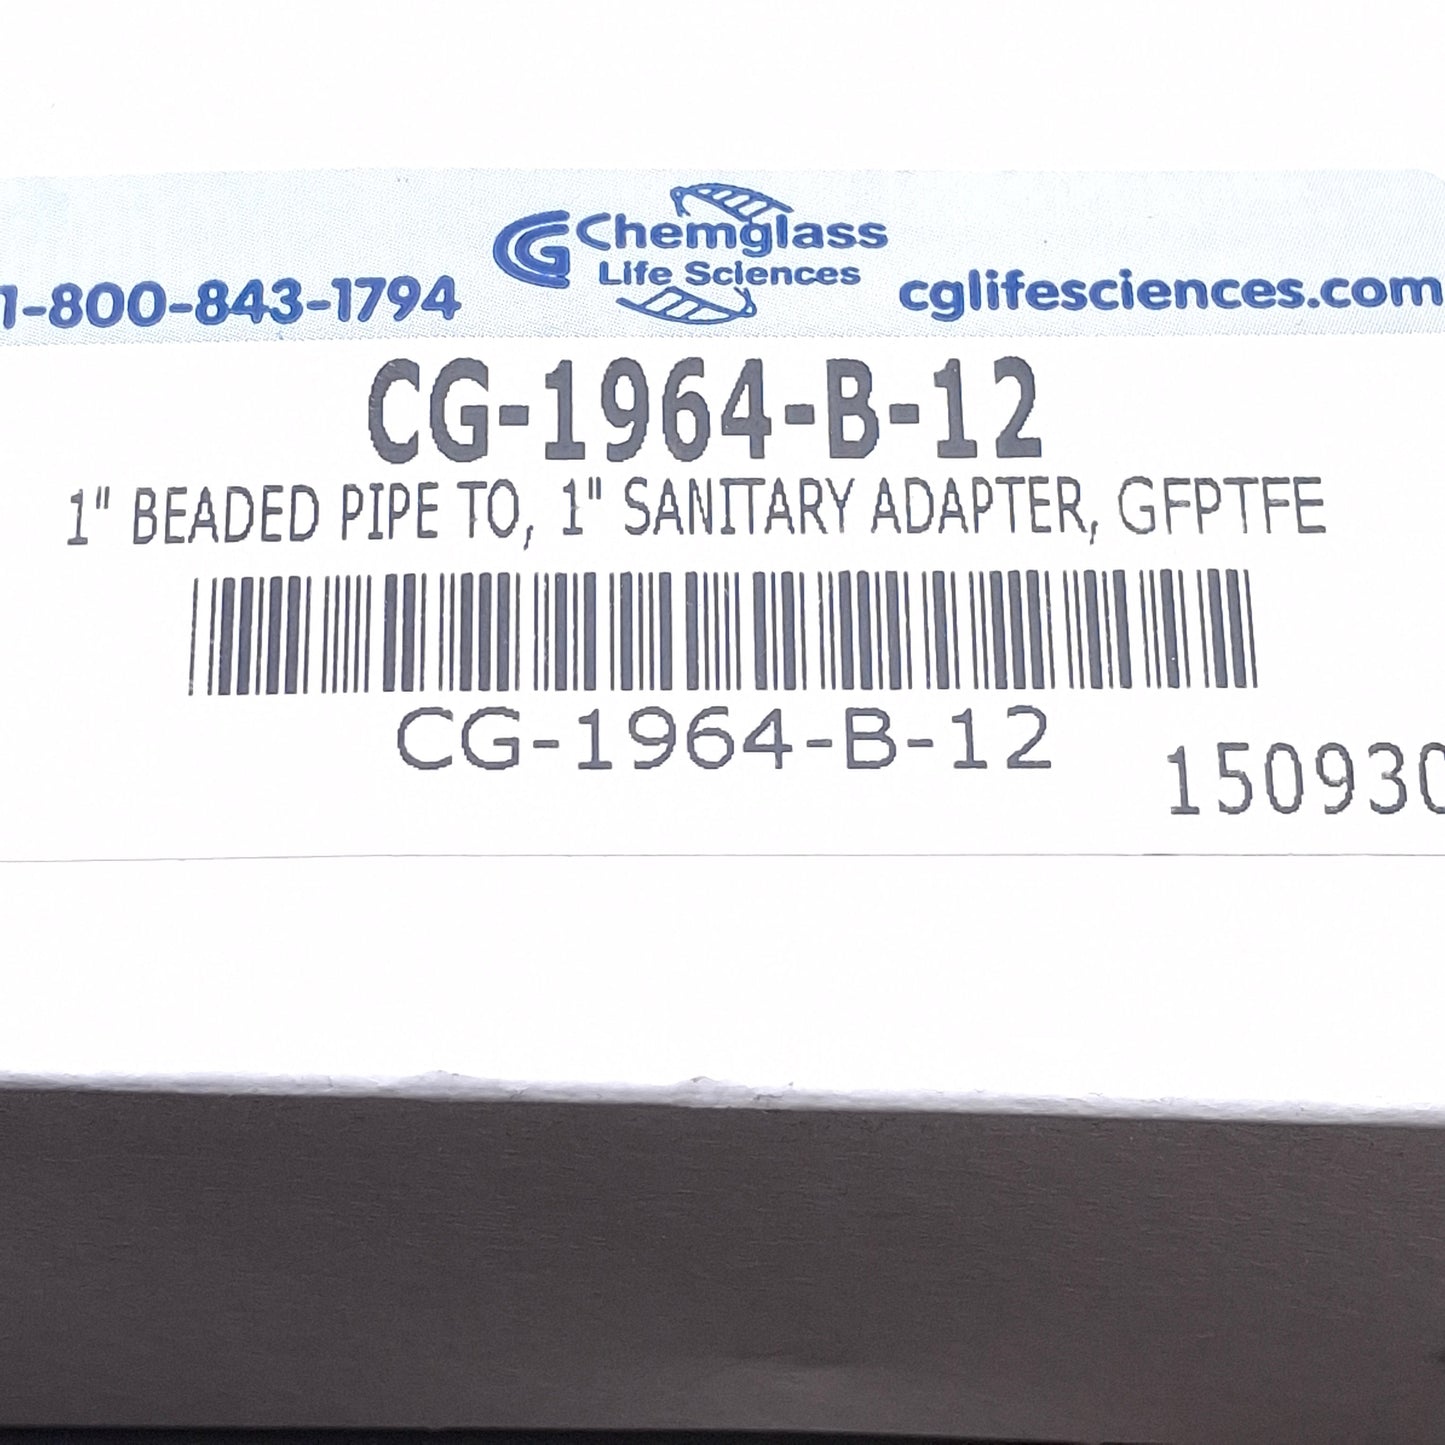 1-800-843-1794
CG Chemglass
Life Sciences
cglifesciences.com
CG-1964-B-12
1" BEADED PIPE TO, 1" SANITARY ADAPTER, GFPTFE
CG-1964-B-12
150930